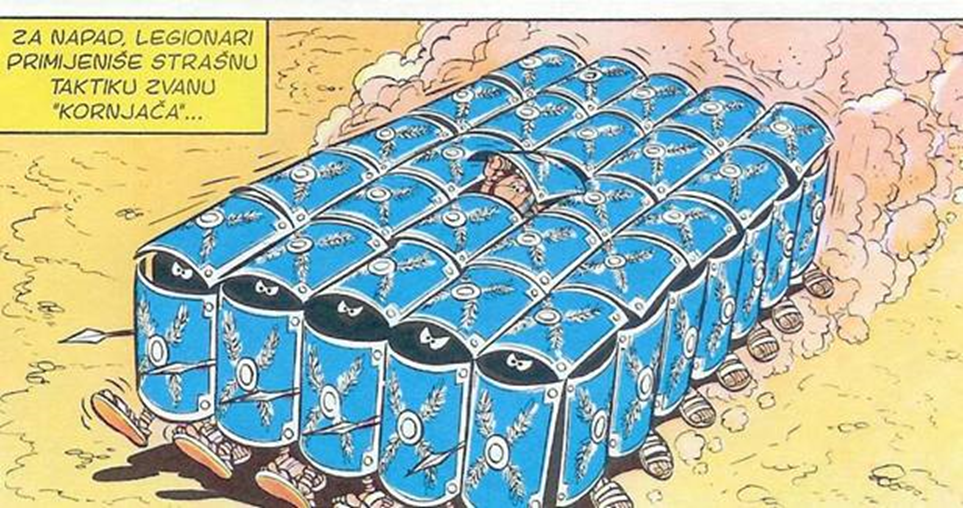 ZA NAPAD, LEGIONARI
PRIMIJENIŠE STRAŠNU
TAKTIKU ZVANU
"KORNJAČA"...